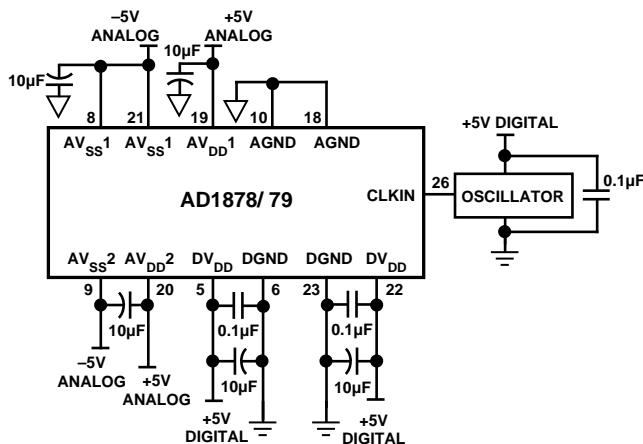 –5V
ANALOG
+5V
ANALOG
10µF
10µF
8
21
19
10
18
AVSS1
AVSS1
AVDD1
AGND
AGND
+5V DIGITAL
AD1878/ 79
CLKIN
26
OSCILLATOR
0.1µF
AVSS2
AVDD2
DVDD
DGND
DGND
DVDD
9
20
5
6
23
22
10µF
0.1µF
0.1µF
10µF
10µF
–5V
ANALOG
+5V
ANALOG
+5V
DIGITAL
+5V
DIGITAL